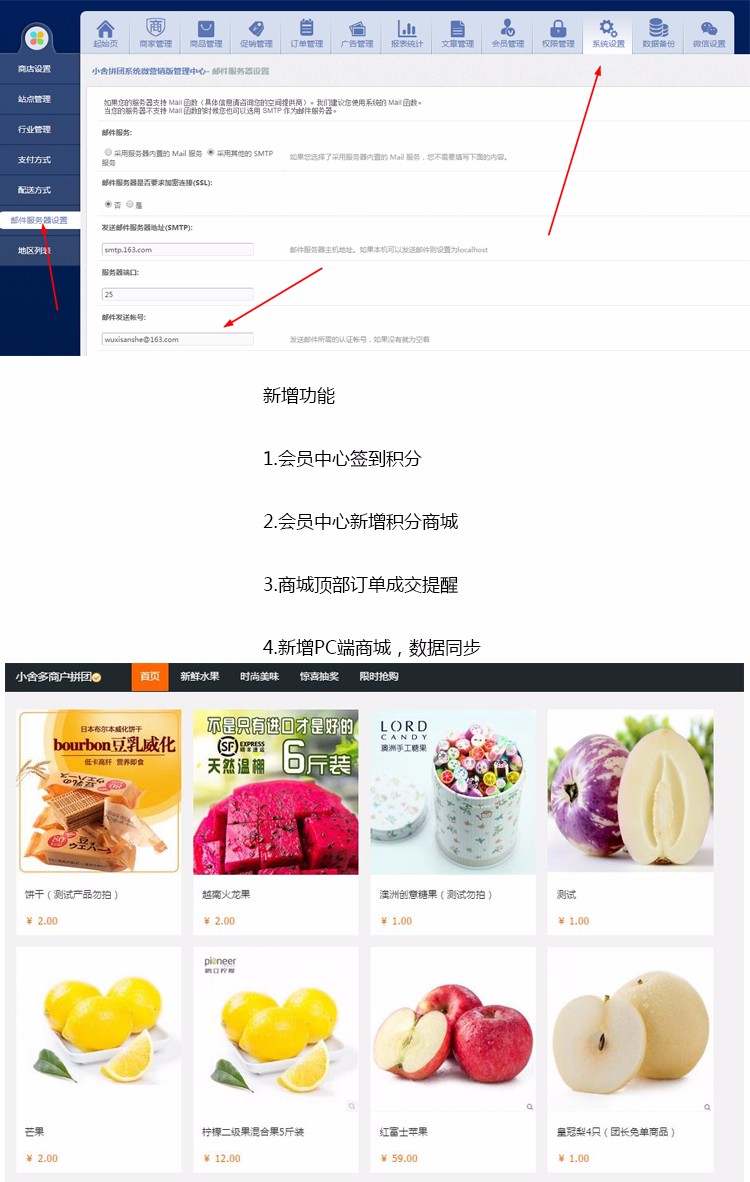 起始页 商家管理 商品管理 促销管理 订单管理 广告管理 报表统计 文章管理 会员管理 权限管理 系统设置 数据备份 微信设置
商店设置
站点管理
行业管理
支付方式
配送方式
邮件服务器设置
地区列表
小舍拼团系统微营销版管理中心- 邮件服务器设置
如果您的服务器支持 Mail 函数（具体信息请咨询您的空间提供商）。我们建议您使用系统的 Mail 函数。
当您的服务器不支持 Mail 函数的时候您也可以选用 SMTP 作为邮件服务器。
邮件服务:
采用服务器内置的 Mail 服务 采用其他的 SMTP
服务
如果您选择了采用服务器内置的 Mail 服务，您不需要填写下面的内容。
邮件服务器是否要求加密连接(SSL):
否 是
发送邮件服务器地址(SMTP):
smtp.163.com
邮件服务器主机地址。如果本机可以发送邮件则设置为localhost
服务器端口:
25
邮件发送帐号:
wuxisanshe@163.com
发送邮件所需的认证帐号，如果没有就为空着
新增功能
1.会员中心签到积分
2.会员中心新增积分商城
3.商城顶部订单成交提醒
4.新增PC端商城，数据同步
小舍多商户拼团 首页 新鲜水果 时尚美味 惊喜抽奖 限时抢购
日本布尔本威化饼干
bourbon豆乳威化
低卡高纤 营养即食
不是只有进口才是好的
SF EXPRESS
顺丰速运
天然温棚
6斤装
LORD
CANDY
澳洲手工糖果
饼干（测试产品勿拍）
¥ 2.00
越南火龙果
¥ 2.00
澳洲创意糖果（测试勿拍）
¥ 1.00
测试
¥ 1.00
pioneer
芒果
¥ 2.00
柠檬二级果混合果5斤装
¥ 12.00
红富士苹果
¥ 59.00
皇冠梨4只（团长免单商品）
¥ 1.00